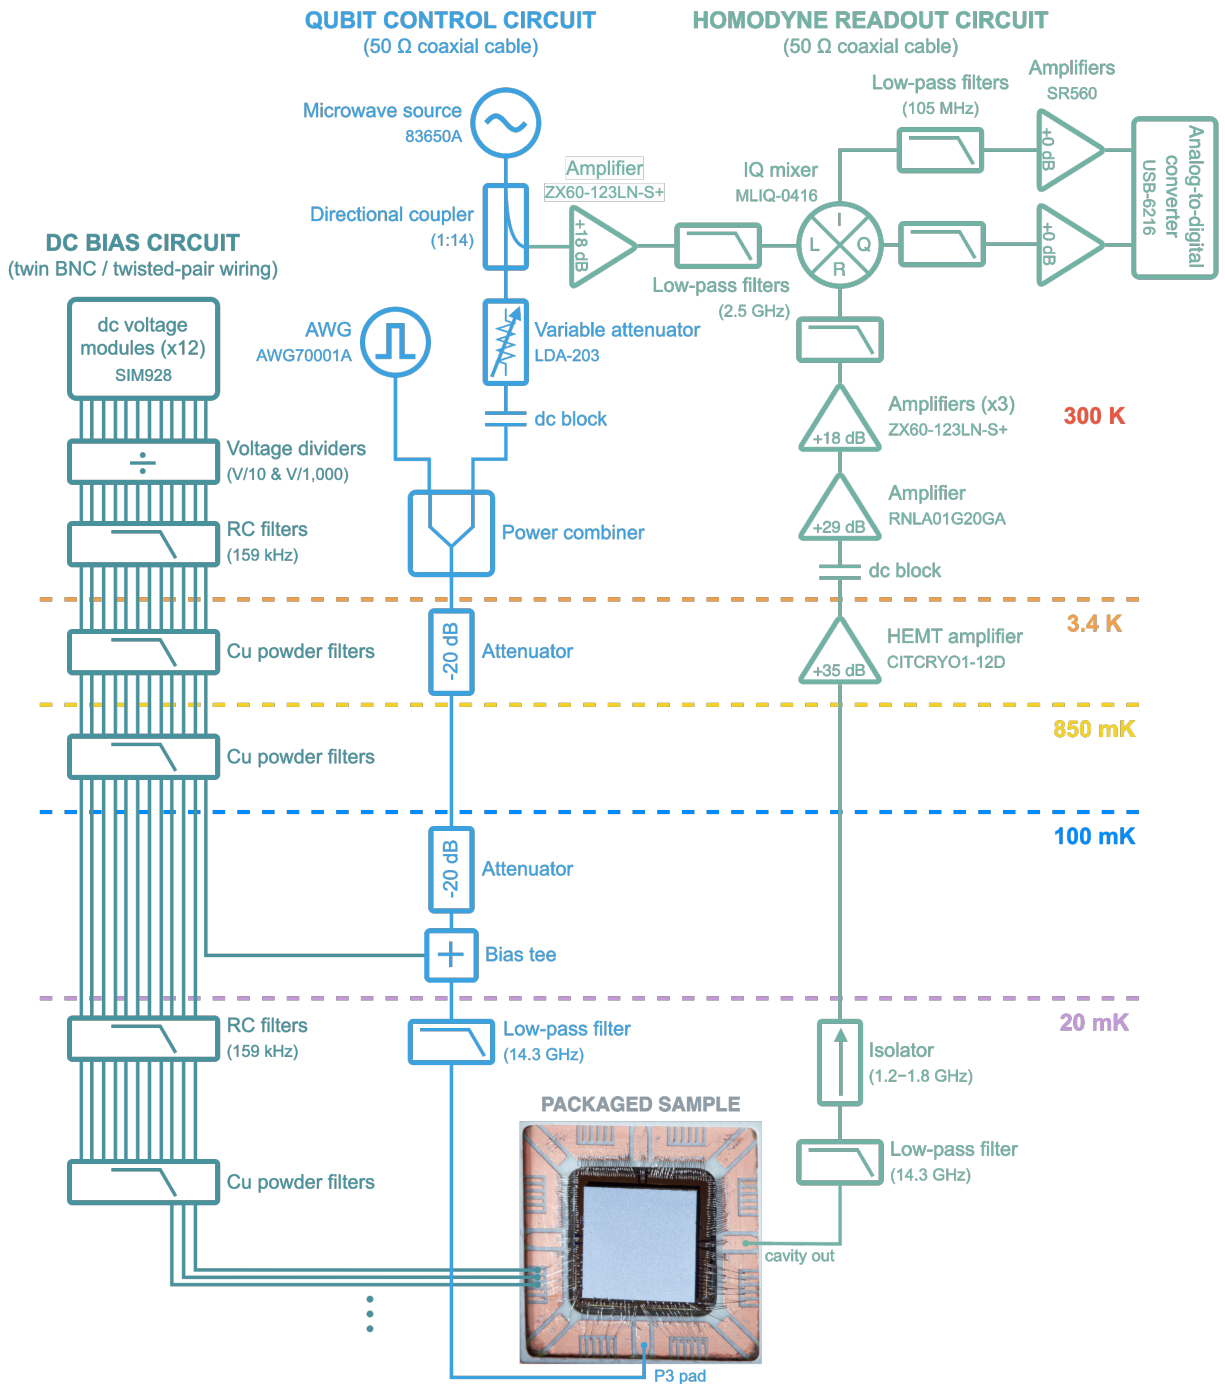 QUBIT CONTROL CIRCUIT
(50 Ω coaxial cable)
HOMODYNE READOUT CIRCUIT
(50 Ω coaxial cable)
Microwave source
83650A
Directional coupler
(1:14)
Amplifier
ZX60-123LN-S+
+18 dB
Low-pass filters
(2.5 GHz)
IQ mixer
MLIQ-0416
I
L
Q
R
Low-pass filters
(105 MHz)
Amplifiers
SR560
+0 dB
+0 dB
Analog-to-digital
converter
USB-6216
DC BIAS CIRCUIT
(twin BNC / twisted-pair wiring)
dc voltage
modules (x12)
SIM928
AWG
AWG70001A
Variable attenuator
LDA-203
dc block
Voltage dividers
(V/10 & V/1,000)
÷
RC filters
(159 kHz)
Power combiner
Amplifiers (x3)
ZX60-123LN-S+
+18 dB
Amplifier
RNLA01G20GA
+29 dB
dc block
300 K
Cu powder filters
-20 dB
Attenuator
HEMT amplifier
CITCRYO1-12D
+35 dB
3.4 K
Cu powder filters
850 mK
-20 dB
Attenuator
+
Bias tee
100 mK
RC filters
(159 kHz)
Low-pass filter
(14.3 GHz)
Isolator
(1.2−1.8 GHz)
20 mK
PACKAGED SAMPLE
Low-pass filter
(14.3 GHz)
Cu powder filters
cavity out
P3 pad